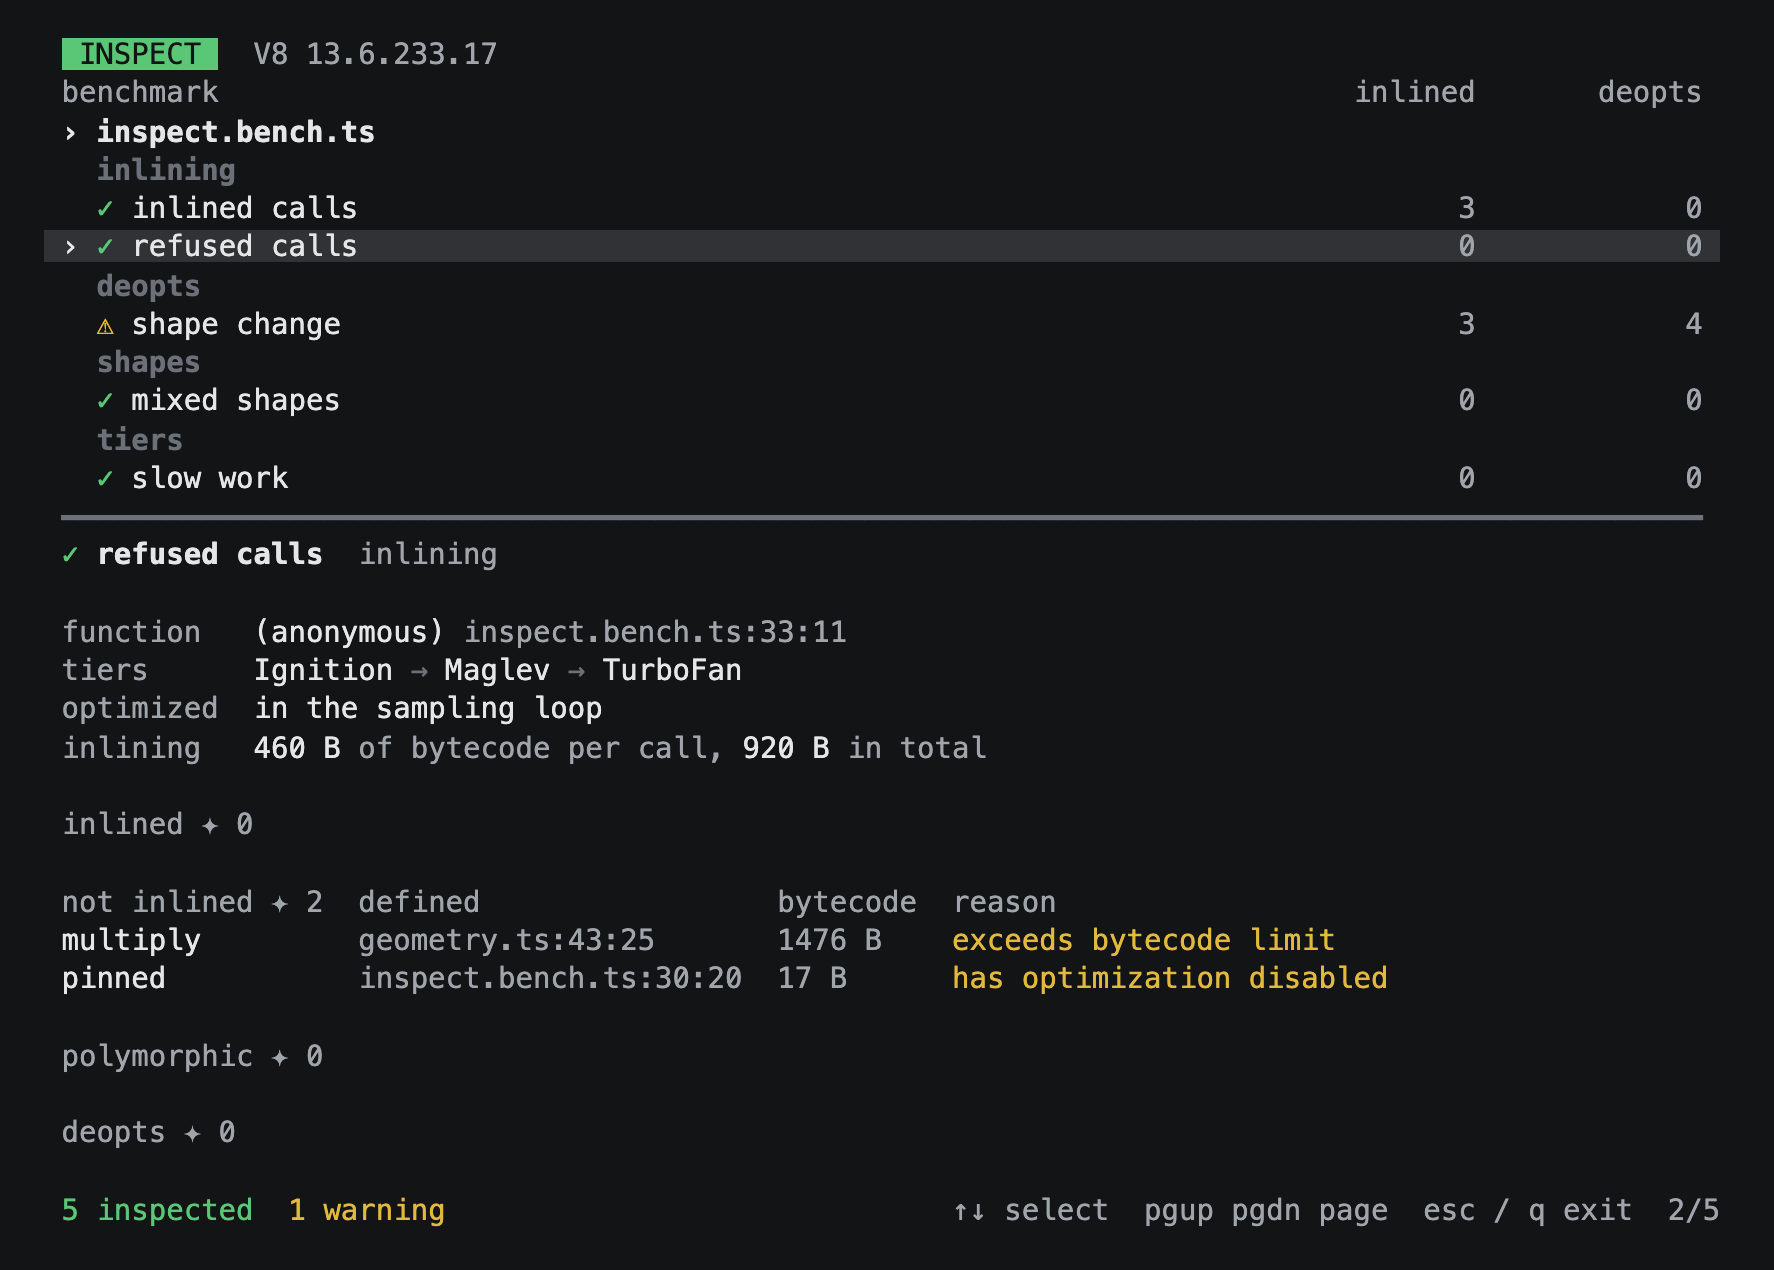 INSPECT V8 13.6.233.17
benchmark inlined deopts
› inspect.bench.ts
inlining
✓ inlined calls 3 0
› ✓ refused calls 0 0
deopts
⚠ shape change 3 4
shapes
✓ mixed shapes 0 0
tiers
✓ slow work 0 0
✓ refused calls inlining
function (anonymous) inspect.bench.ts:33:11
tiers Ignition → Maglev → TurboFan
optimized in the sampling loop
inlining 460 B of bytecode per call, 920 B in total
inlined ✦ 0
not inlined ✦ 2 defined bytecode reason
multiply geometry.ts:43:25 1476 B exceeds bytecode limit
pinned inspect.bench.ts:30:20 17 B has optimization disabled
polymorphic ✦ 0
deopts ✦ 0
5 inspected 1 warning ↑↓ select pgup pgdn page esc / q exit 2/5